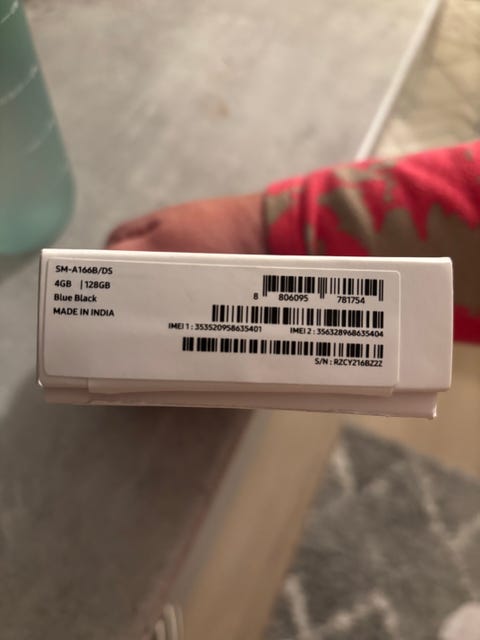 SM-A166B/DS
4GB | 128GB
Blue Black
MADE IN INDIA
8 806095 781754
IMEI 1 : 353520958635401 IMEI 2 : 356328968635404
S/N : RZCY216BZZZ